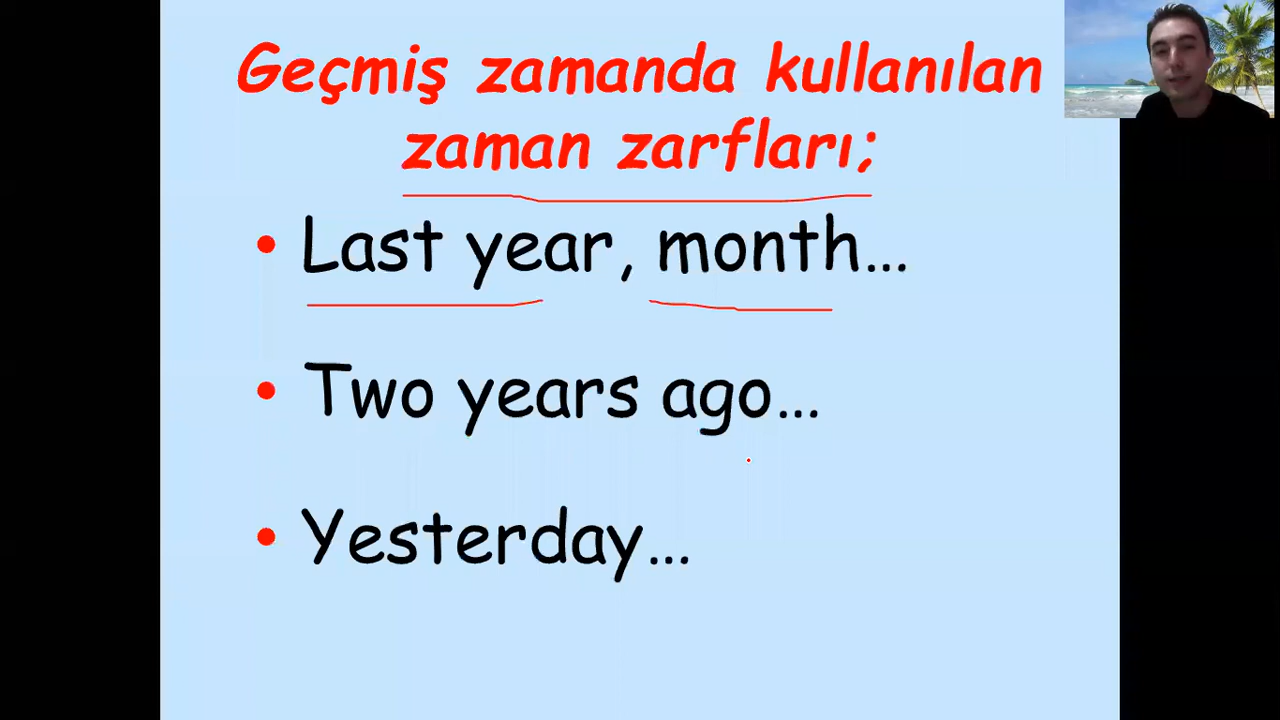 Geçmiş zamanda kullanılan
zaman zarfları;
• Last year, month…
• Two years ago…
• Yesterday…